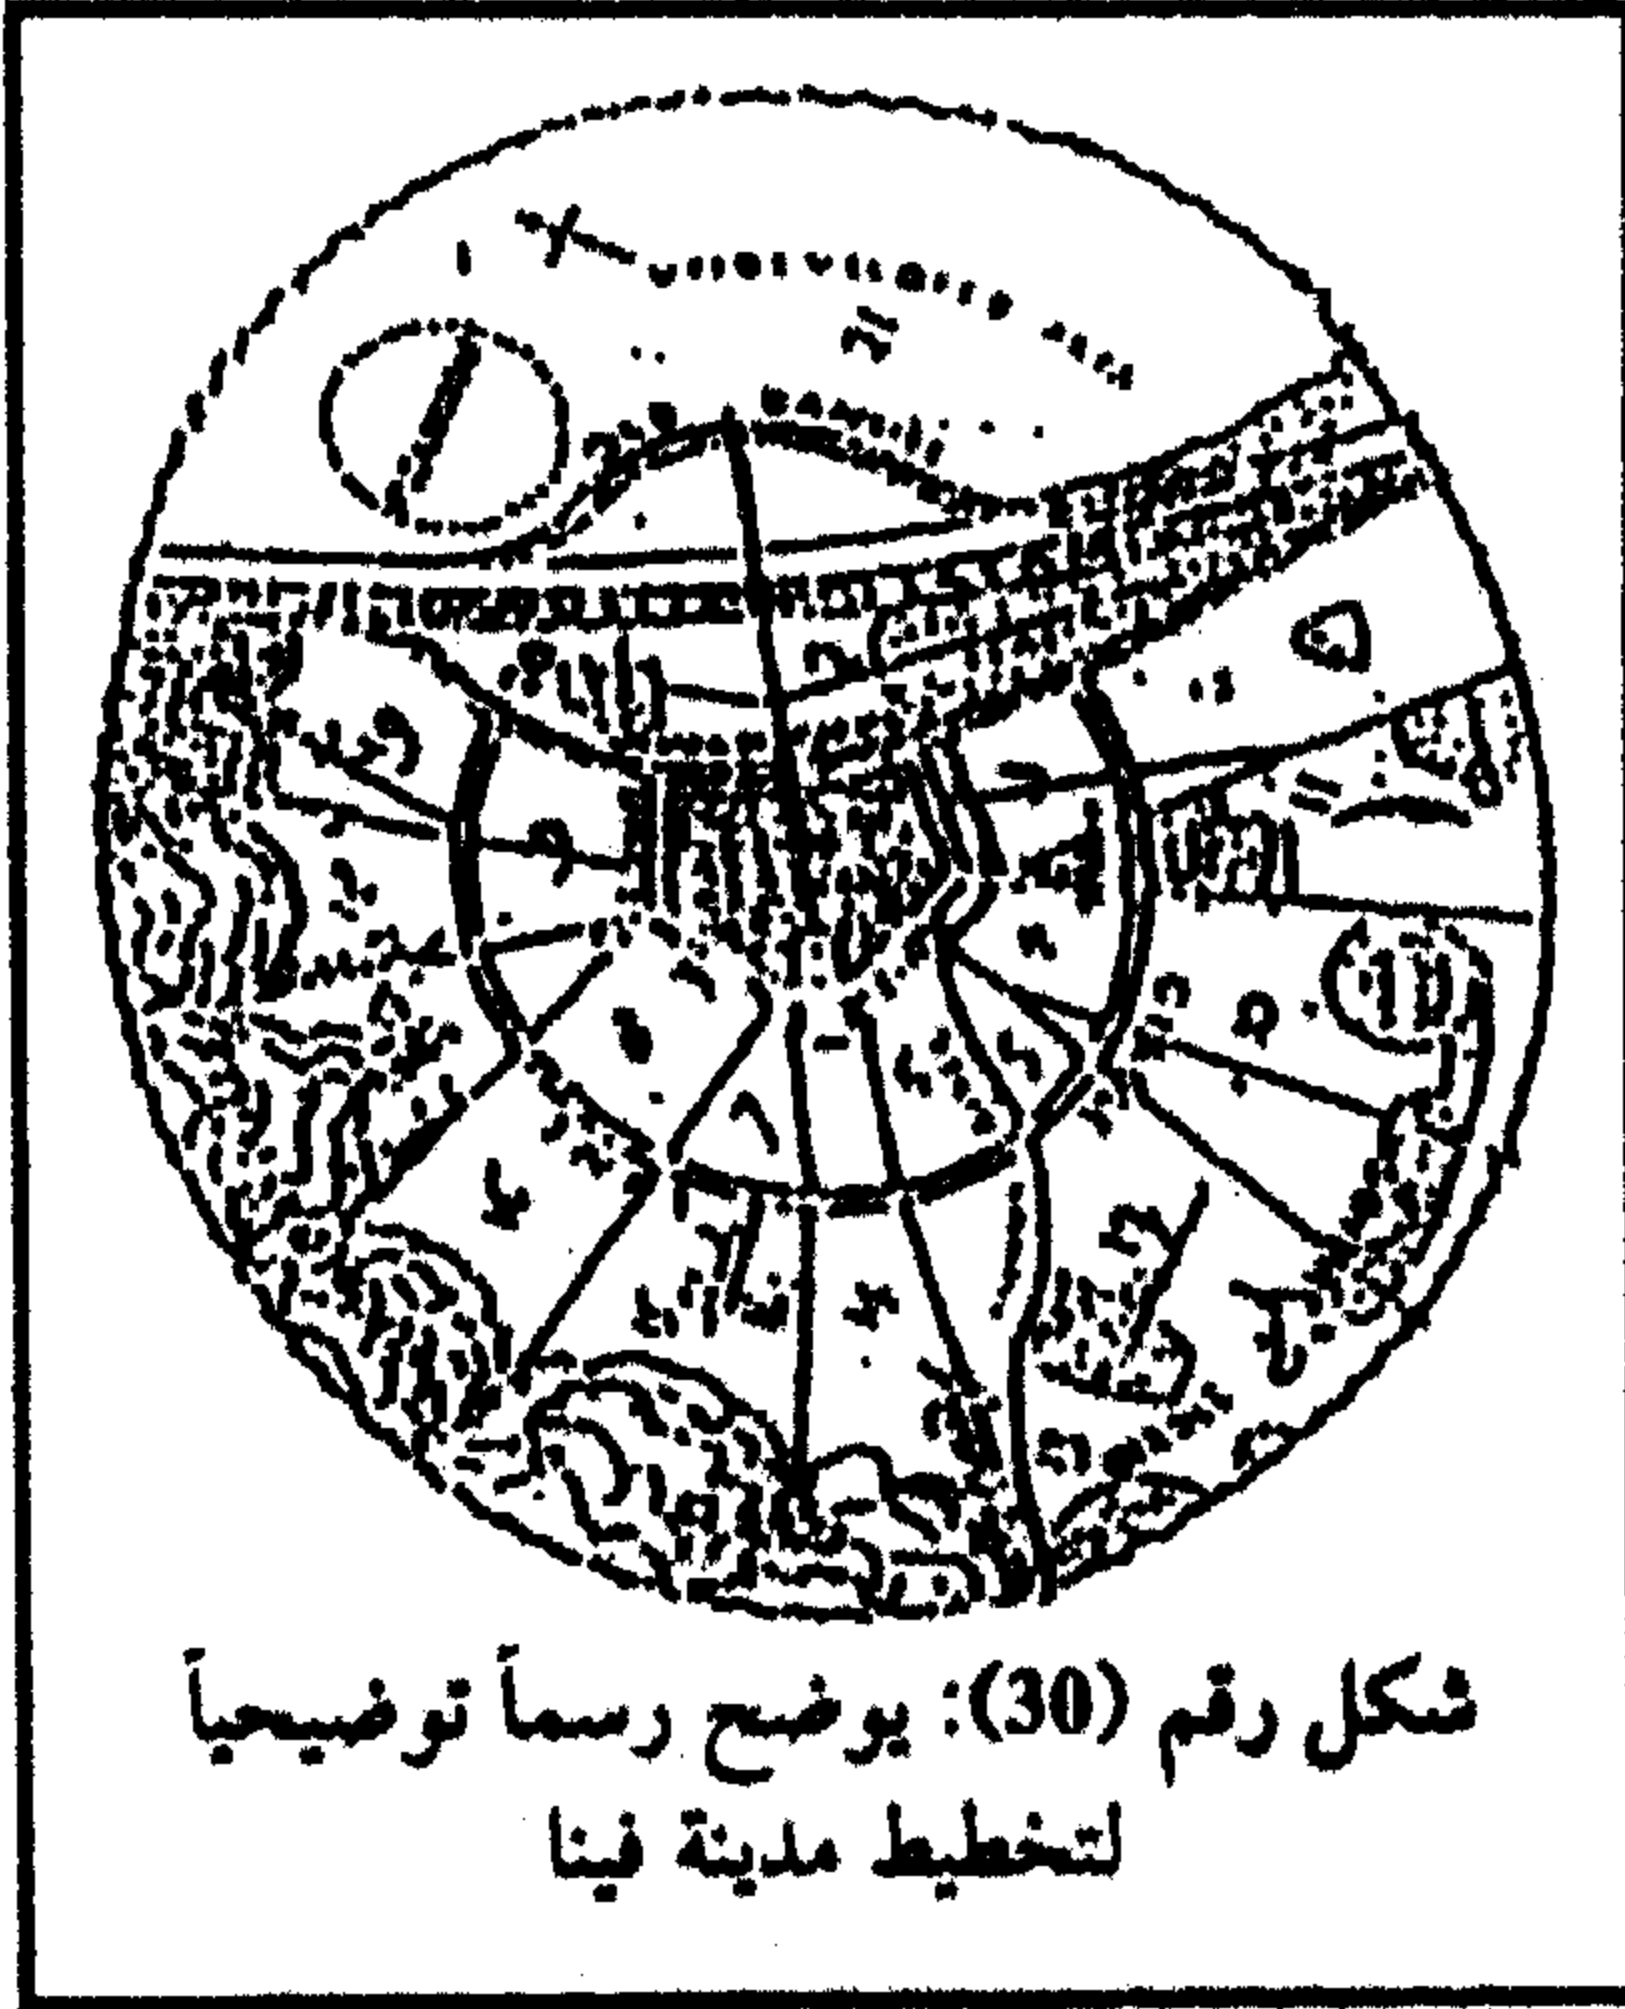 شكل رقم (30): يوضح رسماً توضيحياً
لتخطيط مدينة فينا